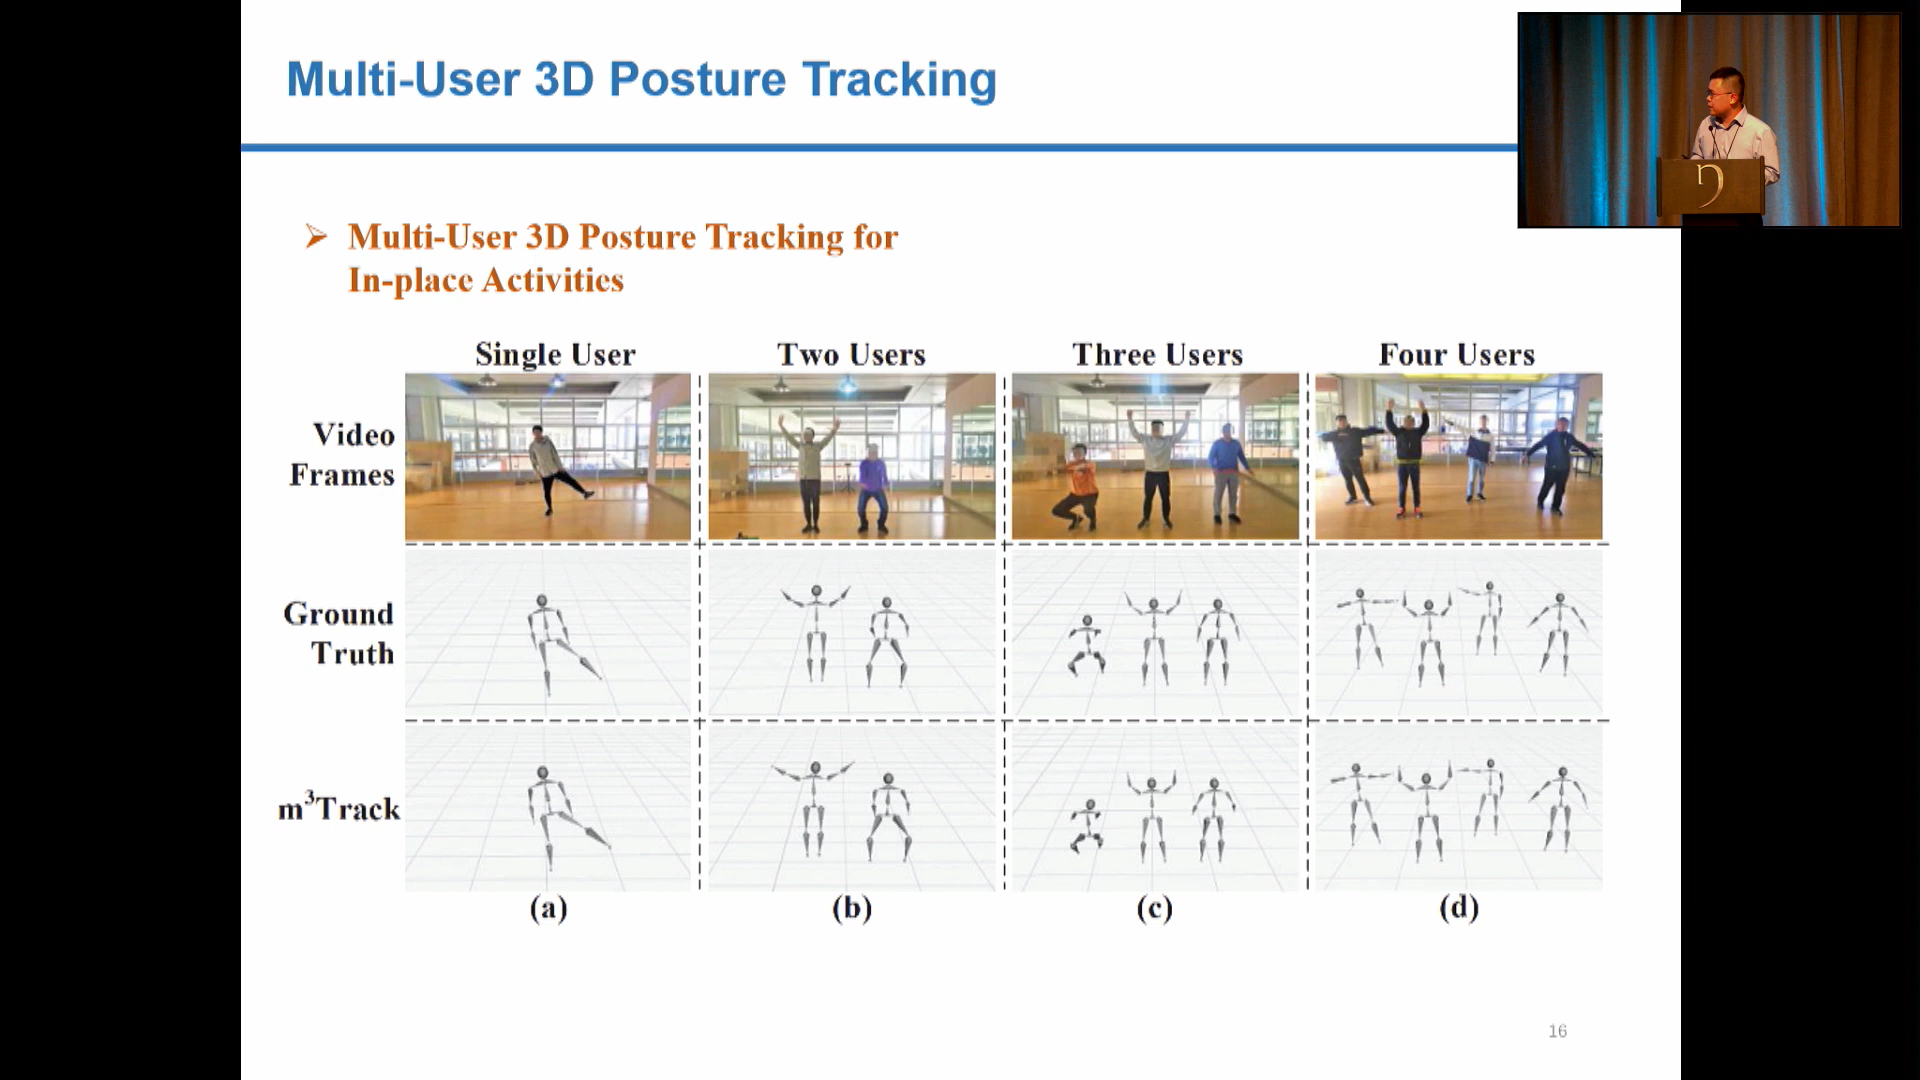 Multi-User 3D Posture Tracking
➢ Multi-User 3D Posture Tracking for
In-place Activities
Single User Two Users Three Users Four Users
Video
Frames
Ground
Truth
m³Track
(a) (b) (c) (d)
16